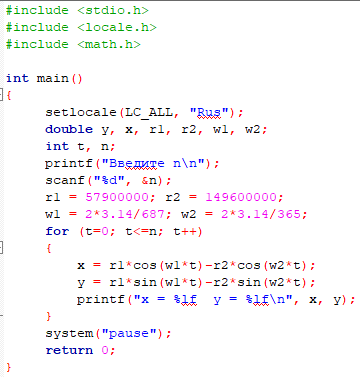 #include <stdio.h>
#include <locale.h>
#include <math.h>
int main()
{
setlocale(LC_ALL, "Rus");
double y, x, r1, r2, w1, w2;
int t, n;
printf("Введите n\n");
scanf("%d", &n);
r1 = 57900000; r2 = 149600000;
w1 = 2*3.14/687; w2 = 2*3.14/365;
for (t=0; t<=n; t++)
{
x = r1*cos(w1*t)-r2*cos(w2*t);
y = r1*sin(w1*t)-r2*sin(w2*t);
printf("x = %lf  y = %lf\n", x, y);
}
system("pause");
return 0;
}